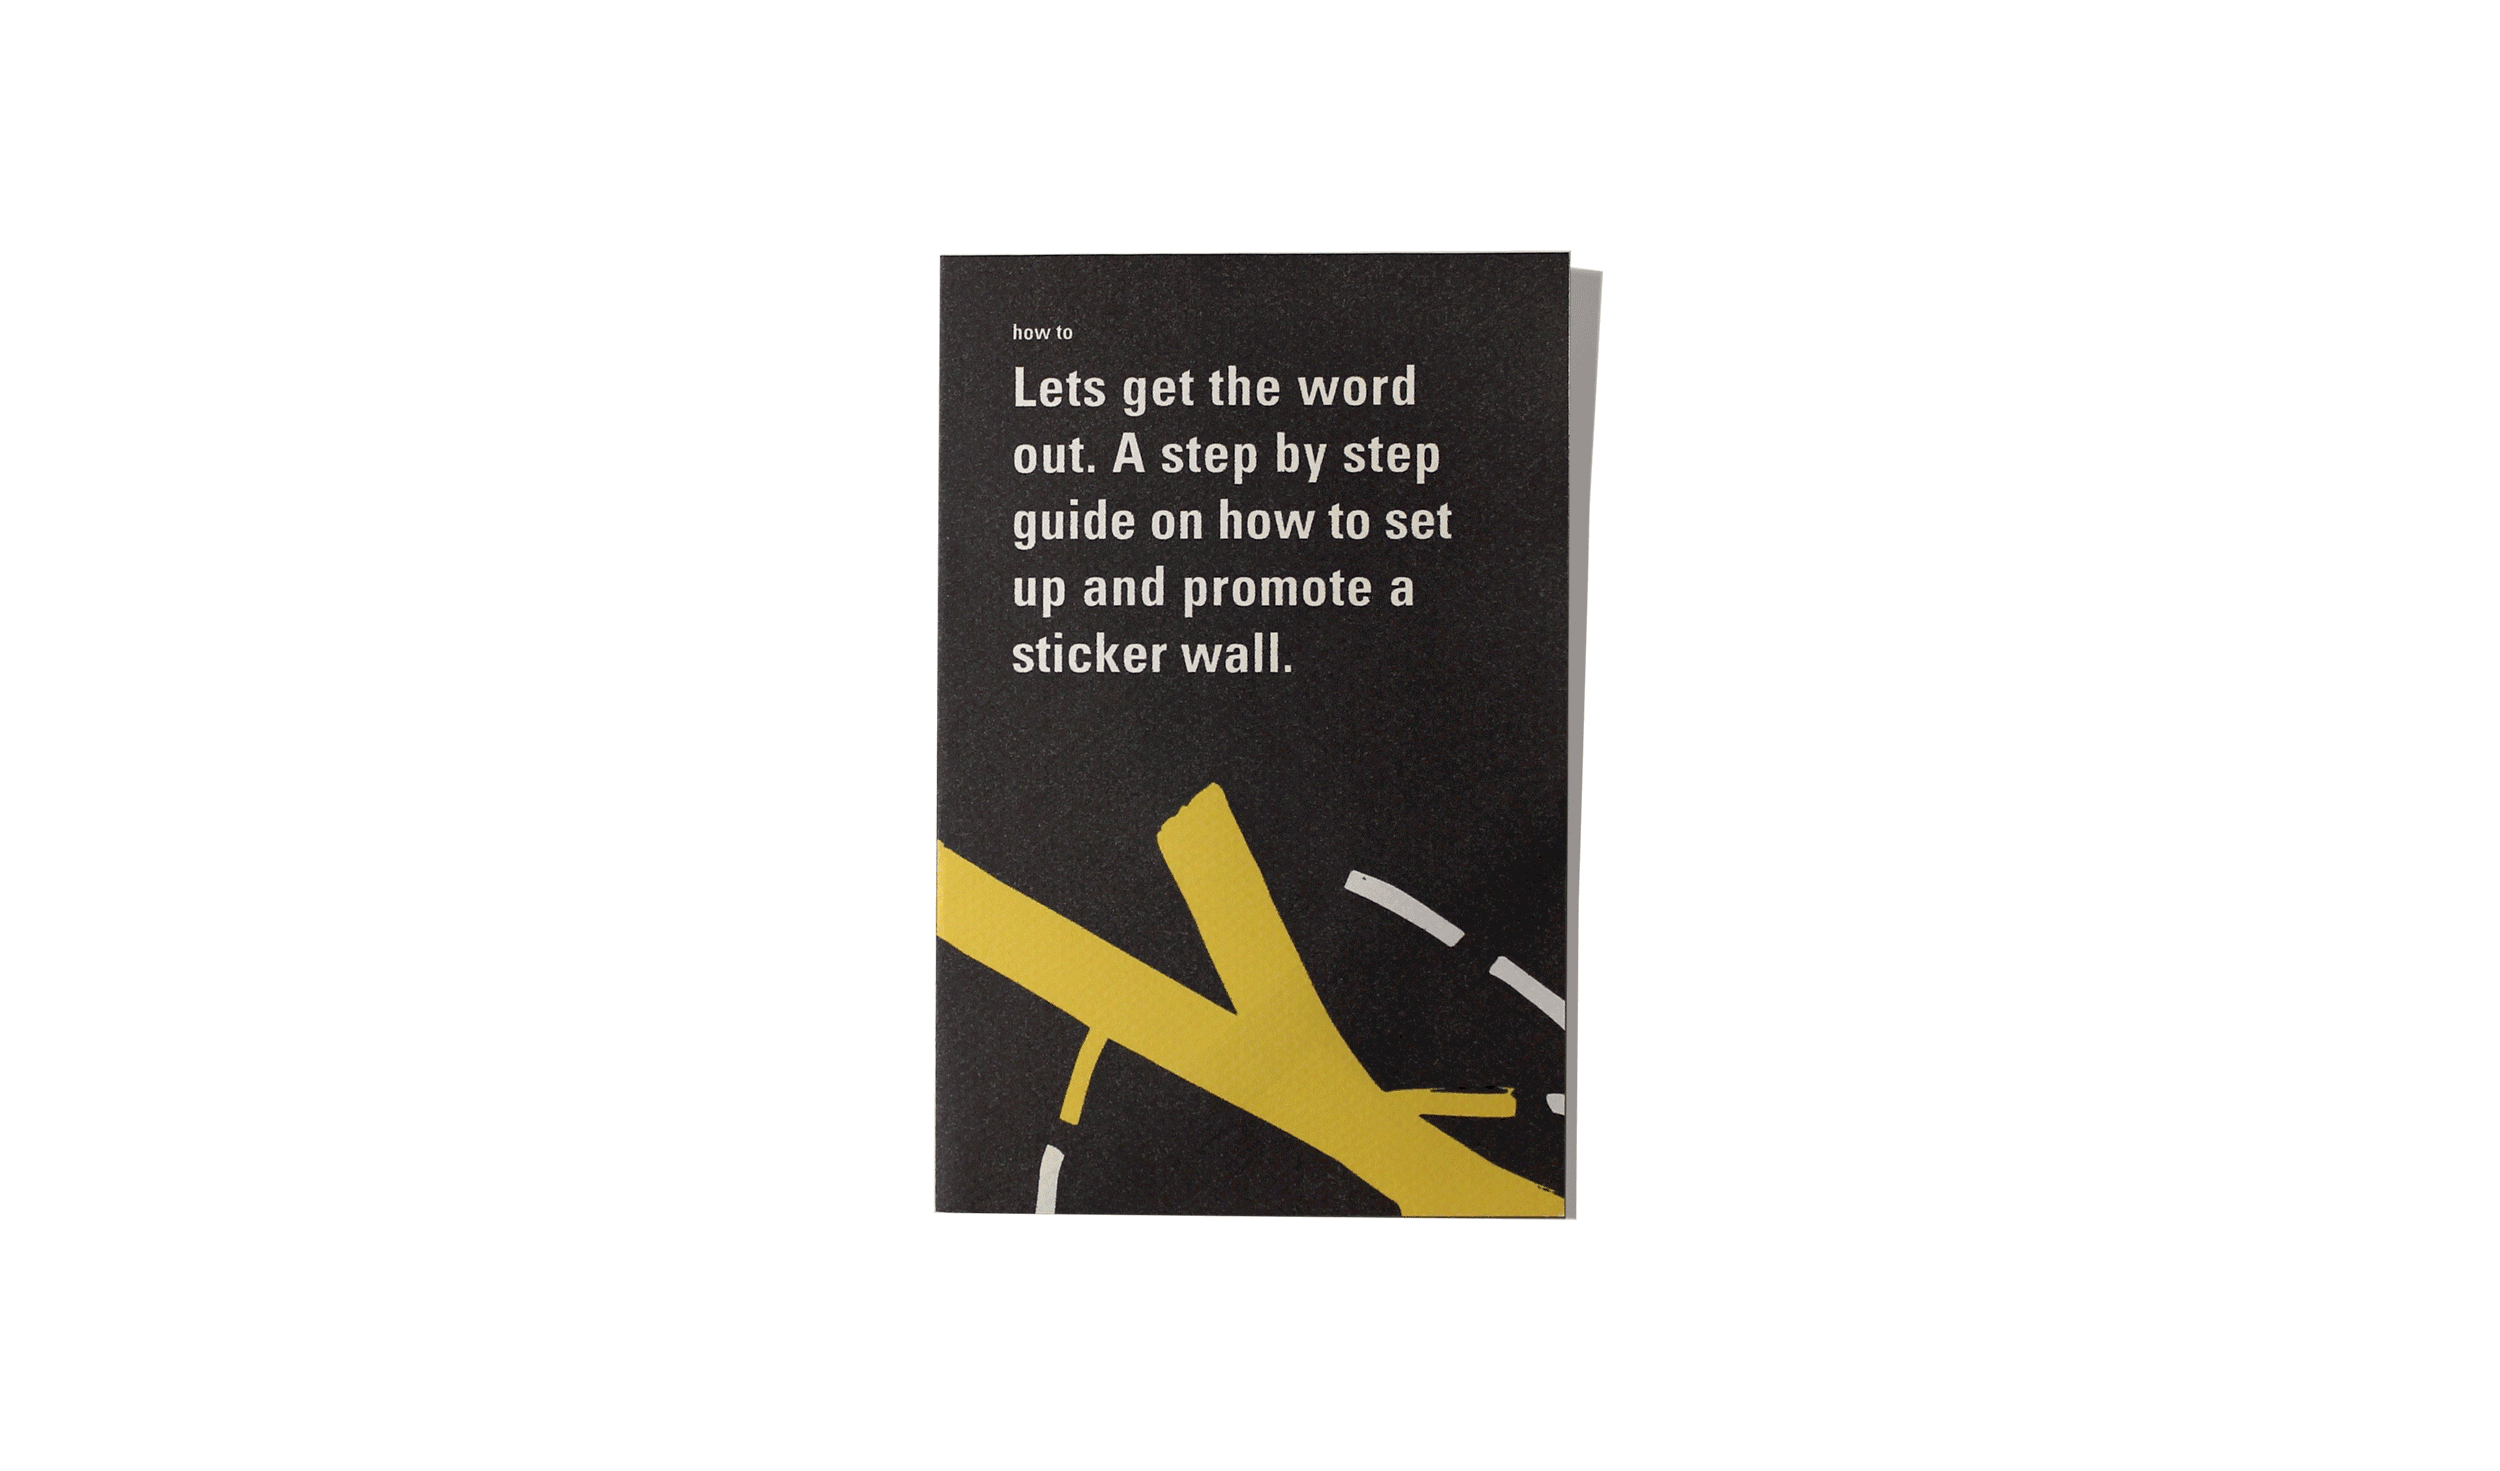 how to
Lets get the word
out. A step by step
guide on how to set
up and promote a
sticker wall.